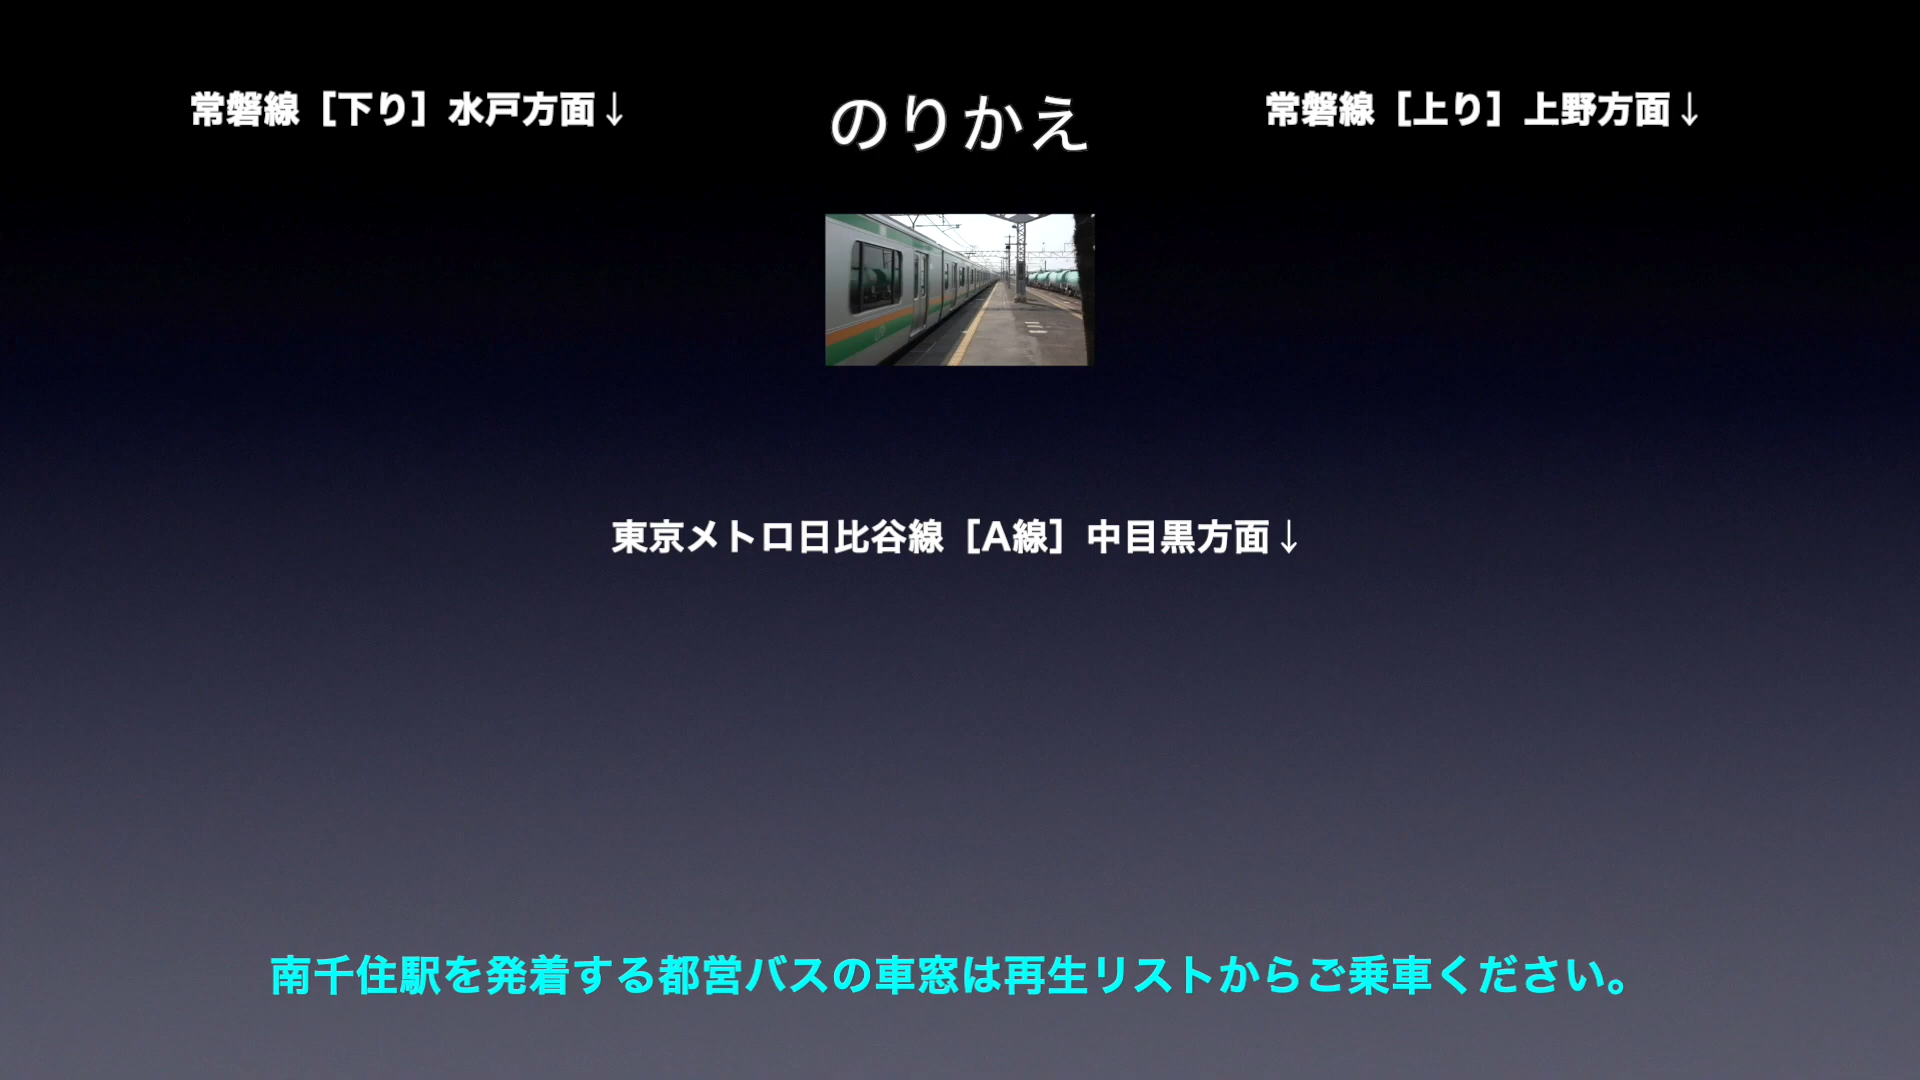 常磐線［下り］水戸方面↓
のりかえ
常磐線［上り］上野方面↓
東京メトロ日比谷線［A線］中目黒方面↓
南千住駅を発着する都営バスの車窓は再生リストからご乗車ください。